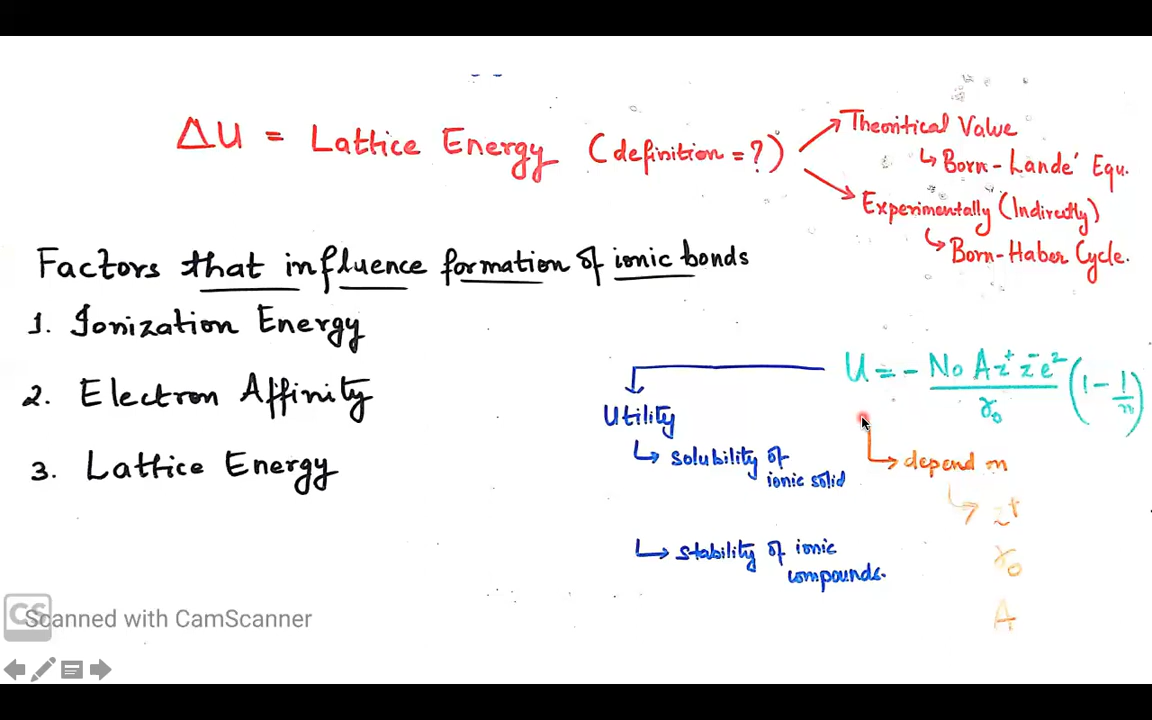 ΔU = Lattice Energy (definition = ?)
Theoritical Value
↳ Born-Lande' Equ.
Experimentally (Indirectly)
↳ Born-Haber Cycle.
Factors that influence formation of ionic bonds
1. Ionization Energy
2. Electron Affinity
3. Lattice Energy
U = - No A z⁺ z⁻ e² / r₀ (1 - 1/n)
Utility
↳ solubility of
ionic solid
↳ stability of ionic
compounds.
↳ depend on
↳ z⁺
r₀
A
CS
Scanned with CamScanner